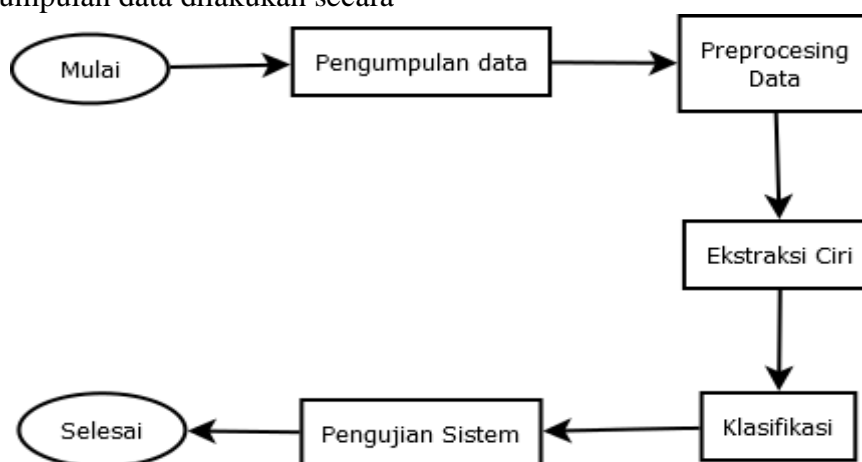 umpulan data dilakukan secara
Mulai
Pengumpulan data
Preprocesing
Data
Ekstraksi Ciri
Klasifikasi
Pengujian Sistem
Selesai